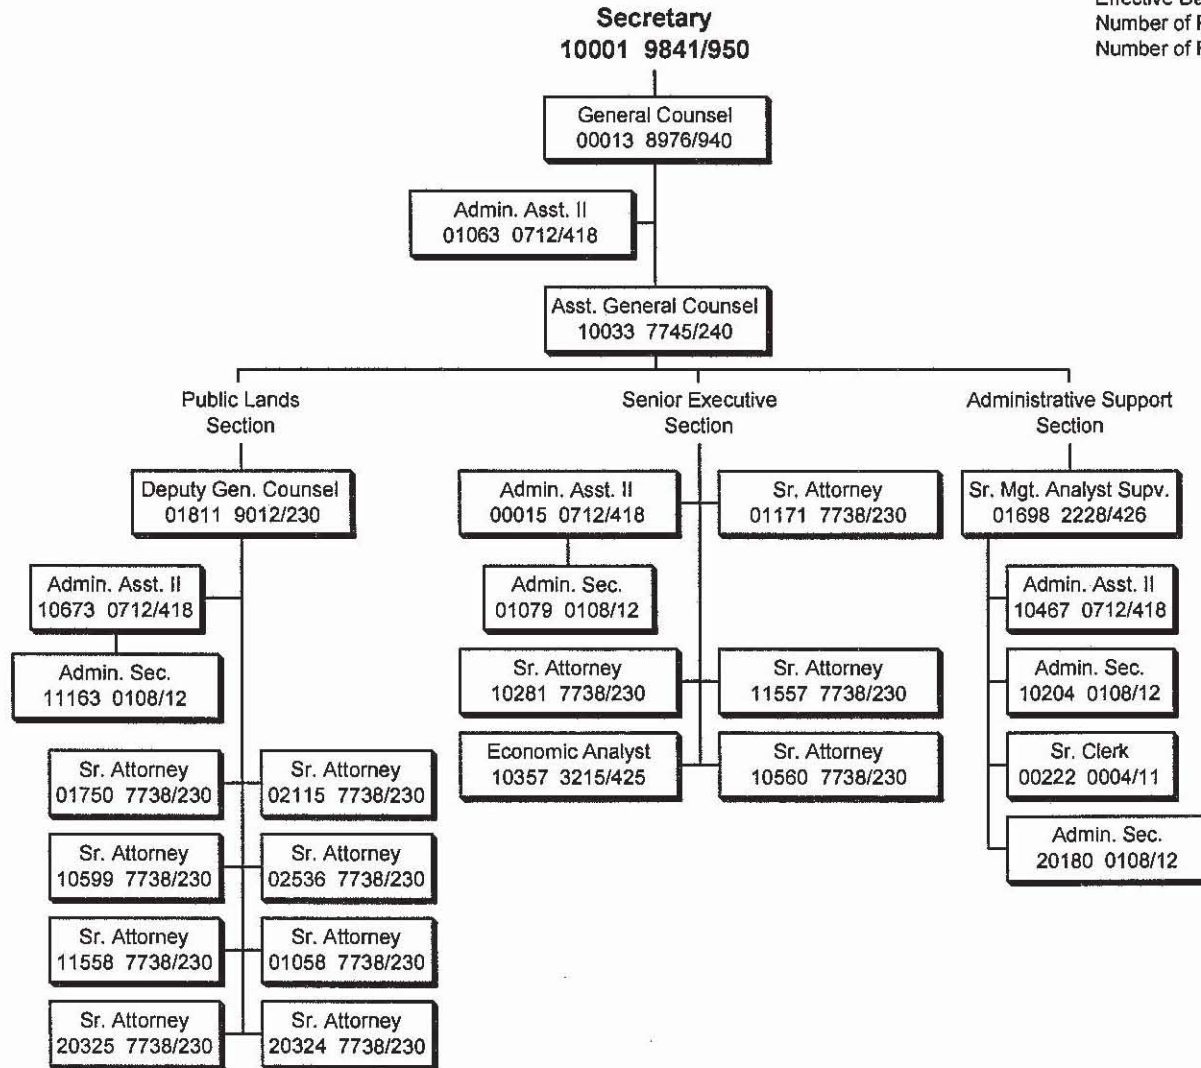 Effective Da
Number of
Number of
Secretary
10001 9841/950
General Counsel
00013 8976/940
Admin. Asst. II
01063 0712/418
Asst. General Counsel
10033 7745/240
Public Lands
Section
Deputy Gen. Counsel
01811 9012/230
Admin. Asst. II
10673 0712/418
Admin. Sec.
11163 0108/12
Sr. Attorney
01750 7738/230
Sr. Attorney
02115 7738/230
Sr. Attorney
10599 7738/230
Sr. Attorney
02536 7738/230
Sr. Attorney
11558 7738/230
Sr. Attorney
01058 7738/230
Sr. Attorney
20325 7738/230
Sr. Attorney
20324 7738/230
Senior Executive
Section
Admin. Asst. II
00015 0712/418
Sr. Attorney
01171 7738/230
Admin. Sec.
01079 0108/12
Sr. Attorney
10281 7738/230
Sr. Attorney
11557 7738/230
Economic Analyst
10357 3215/425
Sr. Attorney
10560 7738/230
Administrative Support
Section
Sr. Mgt. Analyst Supv.
01698 2228/426
Admin. Asst. II
10467 0712/418
Admin. Sec.
10204 0108/12
Sr. Clerk
00222 0004/11
Admin. Sec.
20180 0108/12